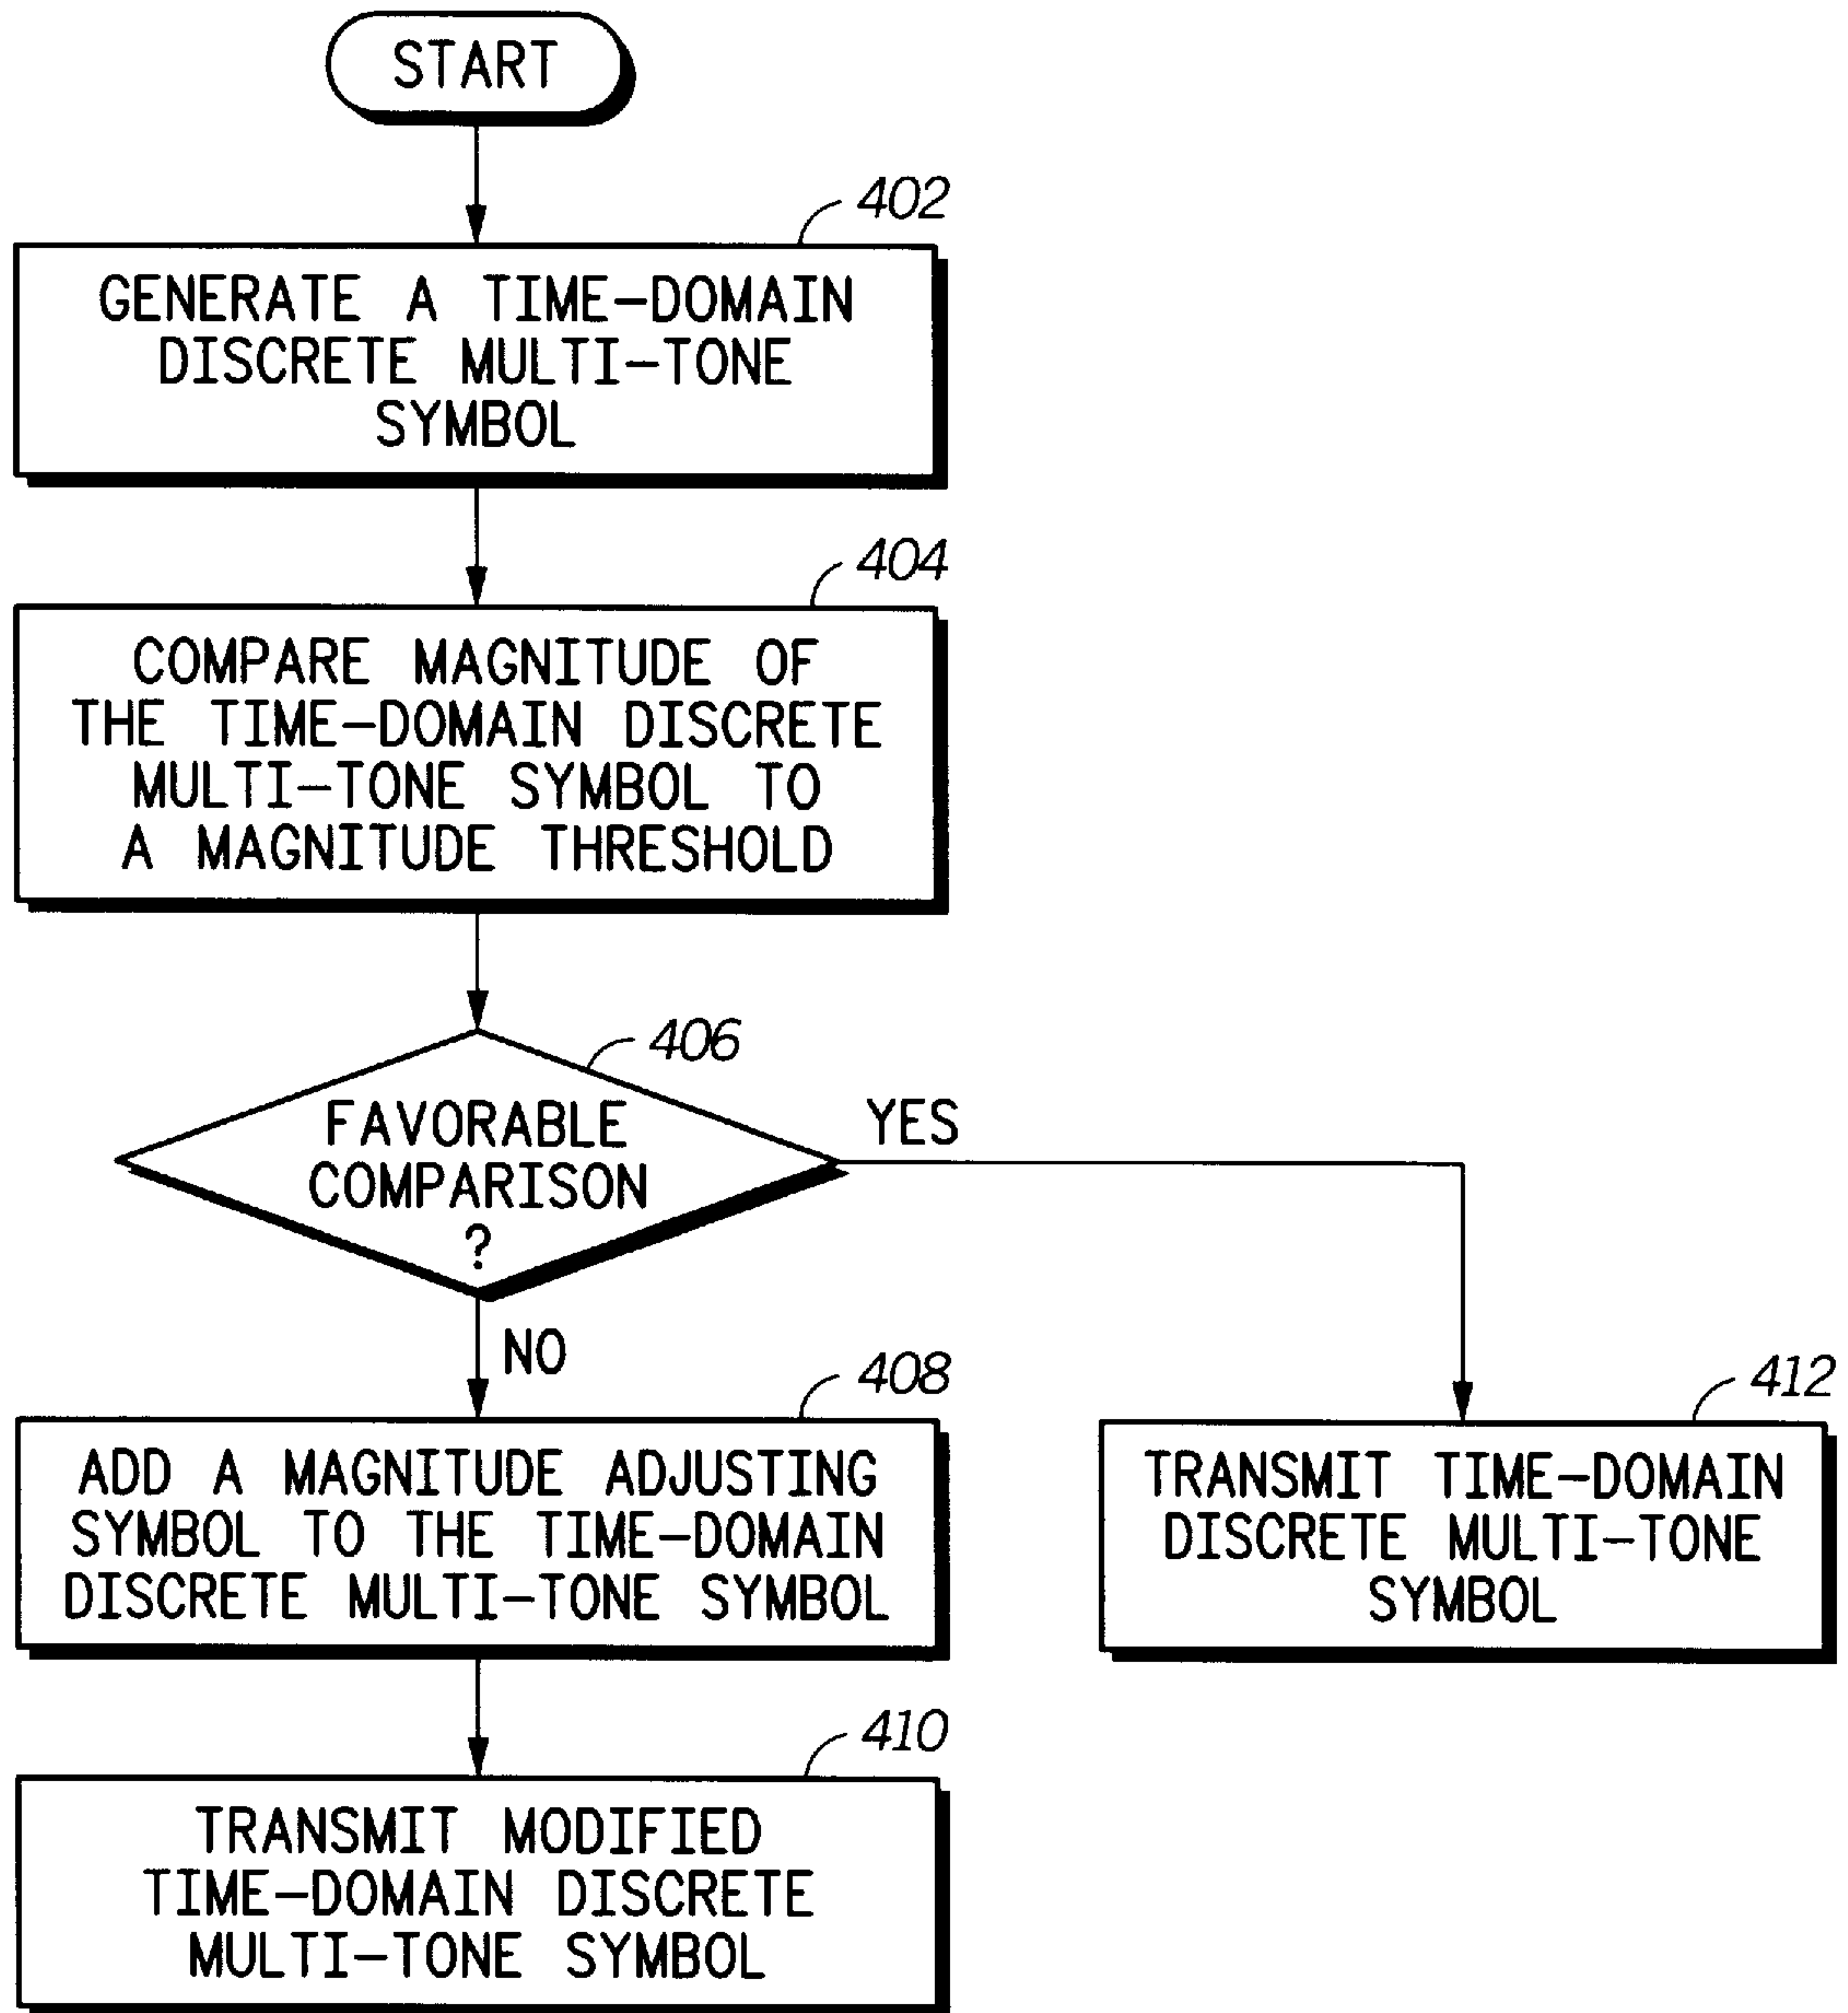 START
402
GENERATE A TIME-DOMAIN
DISCRETE MULTI-TONE
SYMBOL
404
COMPARE MAGNITUDE OF
THE TIME-DOMAIN DISCRETE
MULTI-TONE SYMBOL TO
A MAGNITUDE THRESHOLD
406
FAVORABLE
COMPARISON
?
YES
NO
408
ADD A MAGNITUDE ADJUSTING
SYMBOL TO THE TIME-DOMAIN
DISCRETE MULTI-TONE SYMBOL
412
TRANSMIT TIME-DOMAIN
DISCRETE MULTI-TONE
SYMBOL
410
TRANSMIT MODIFIED
TIME-DOMAIN DISCRETE
MULTI-TONE SYMBOL